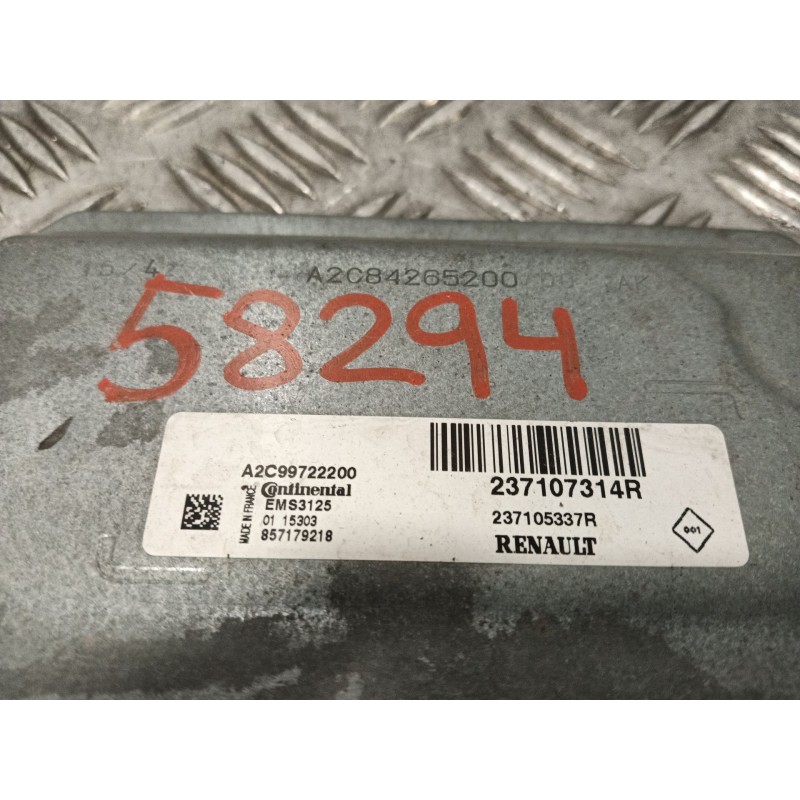 A2C84265200
58294
A2C99722200
Continental
EMS3125
01 15303
857179218
MADE IN FRANCE
237107314R
237105337R
RENAULT
001